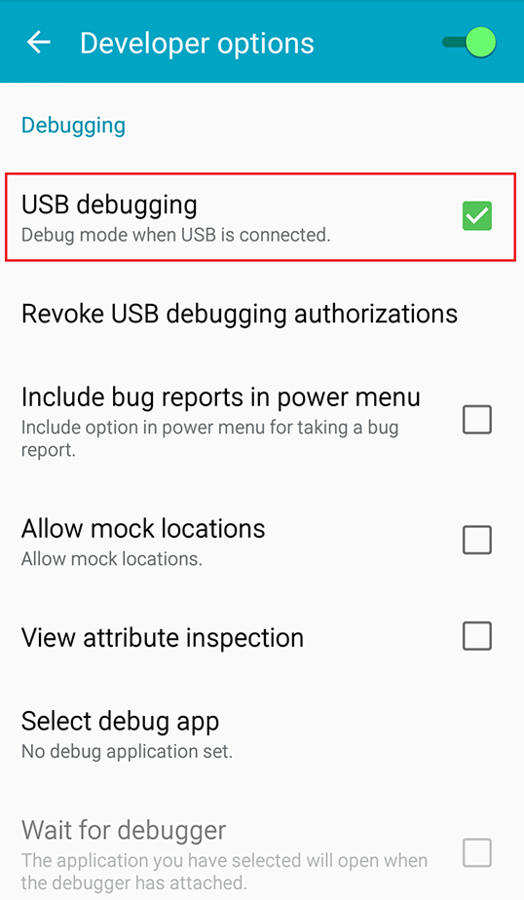 Developer options
Debugging
USB debugging
Debug mode when USB is connected.
Revoke USB debugging authorizations
Include bug reports in power menu
Include option in power menu for taking a bug
report.
Allow mock locations
Allow mock locations.
View attribute inspection
Select debug app
No debug application set.
Wait for debugger
The application you have selected will open when
the debugger has attached.